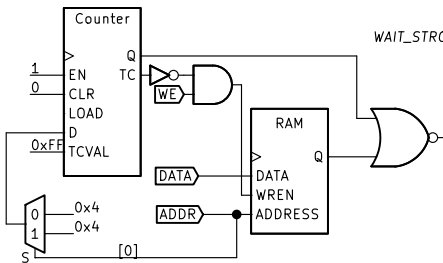 Counter
WAIT_STRO
Q
1 EN TC
0 CLR WE
LOAD RAM
D
0xFF TCVAL Q
DATA DATA
WREN
0 0x4 ADDR ADDRESS
1 0x4
S [0]